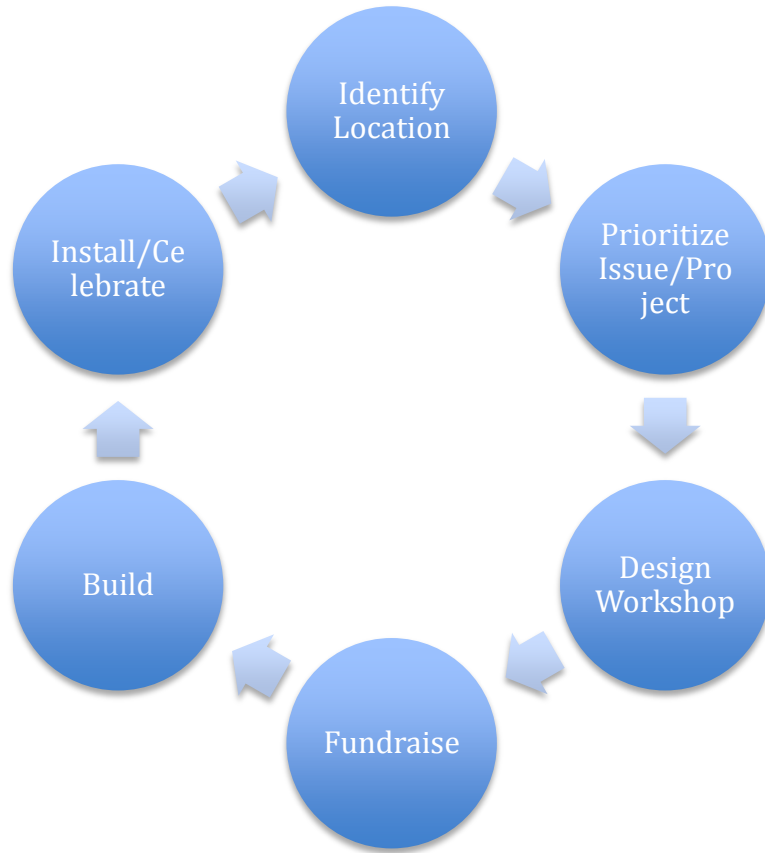 Identify
Location
Prioritize
Issue/Pro
ject
Design
Workshop
Fundraise
Build
Install/Ce
lebrate